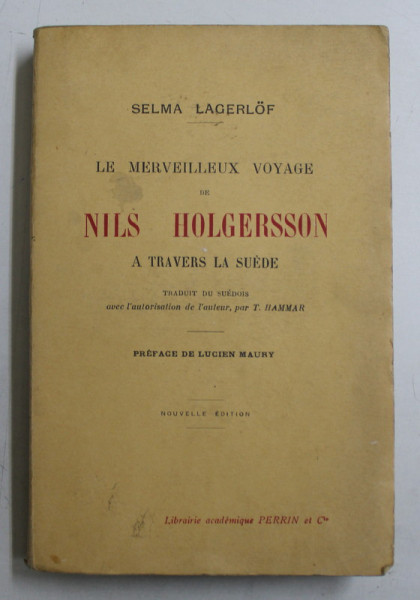 SELMA LAGERLÖF
LE MERVEILLEUX VOYAGE
DE
NILS HOLGERSSON
A TRAVERS LA SUÈDE
TRADUIT DU SUÉDOIS
avec l'autorisation de l'auteur, par T. HAMMAR
PRÉFACE DE LUCIEN MAURY
NOUVELLE ÉDITION
Librairie académique PERRIN et Cie